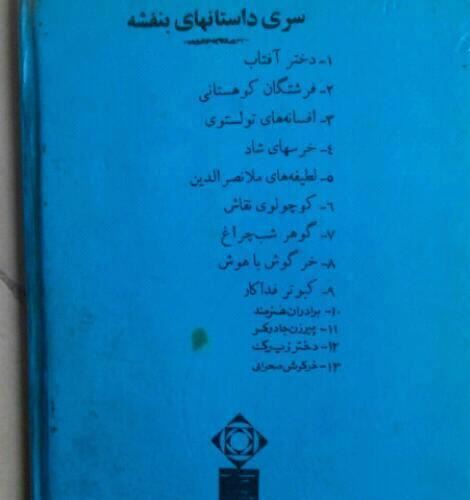 سری داستانهای بنفشه
۱- دختر آفتاب
۲- فرشتگان کوهستانی
۳- افسانه‌های تولستوی
۴- خرسهای شاد
۵- لطیفه‌های ملانصرالدین
۶- کوچولوی نقاش
۷- گوهر شب‌چراغ
۸- خرگوش باهوش
۹- کبوتر فداکار
۱۰- برادران هنرمند
۱۱- پیرزن جادوگر
۱۲- دختر زیرک
۱۳- خرگوش صحرایی